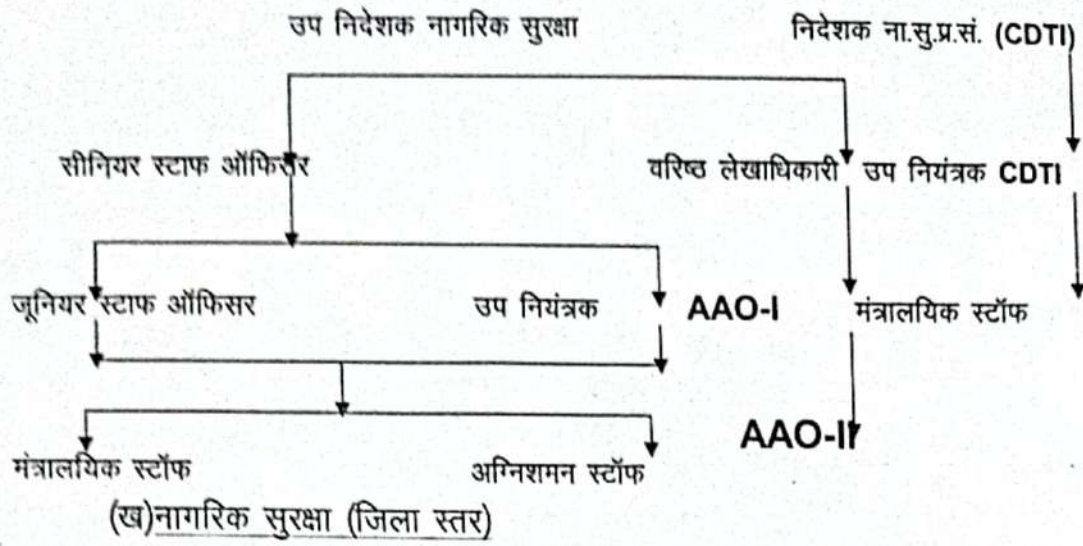 उप निदेशक नागरिक सुरक्षा निदेशक ना.सु.प्र.सं. (CDTI)
सीनियर स्टाफ ऑफिसर वरिष्ठ लेखाधिकारी उप नियंत्रक CDTI
जूनियर स्टाफ ऑफिसर उप नियंत्रक AAO-I मंत्रालयिक स्टॉफ
AAO-II
मंत्रालयिक स्टॉफ अग्निशमन स्टॉफ
(ख)नागरिक सुरक्षा (जिला स्तर)